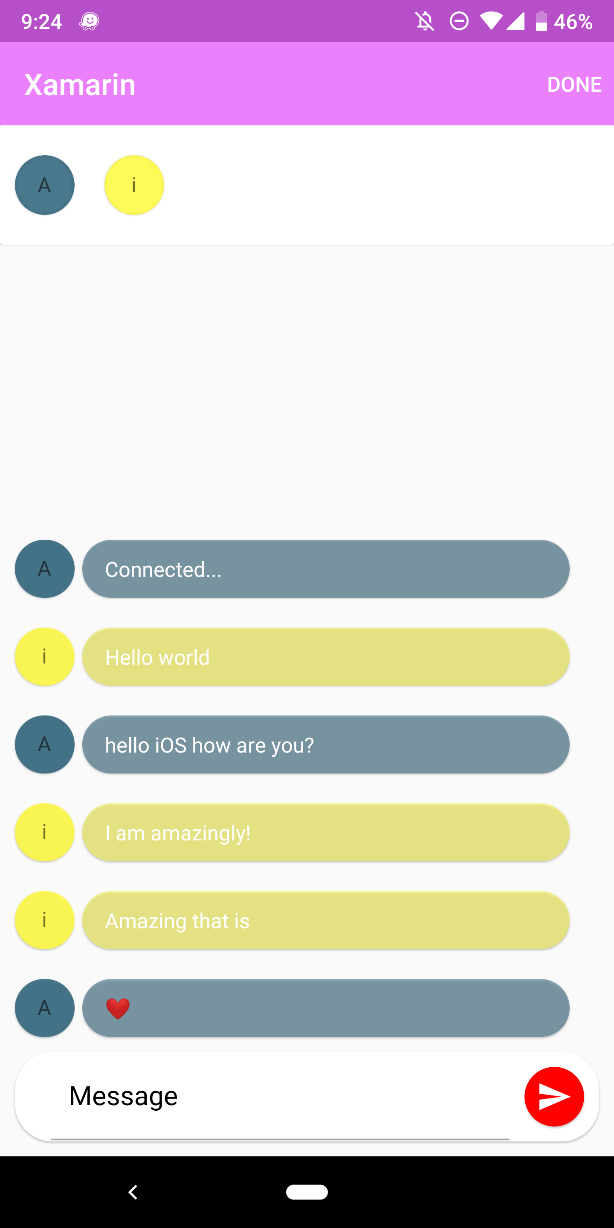 9:24 46%
Xamarin DONE
A i
A Connected...
i Hello world
A hello iOS how are you?
i I am amazingly!
i Amazing that is
A ❤️
Message